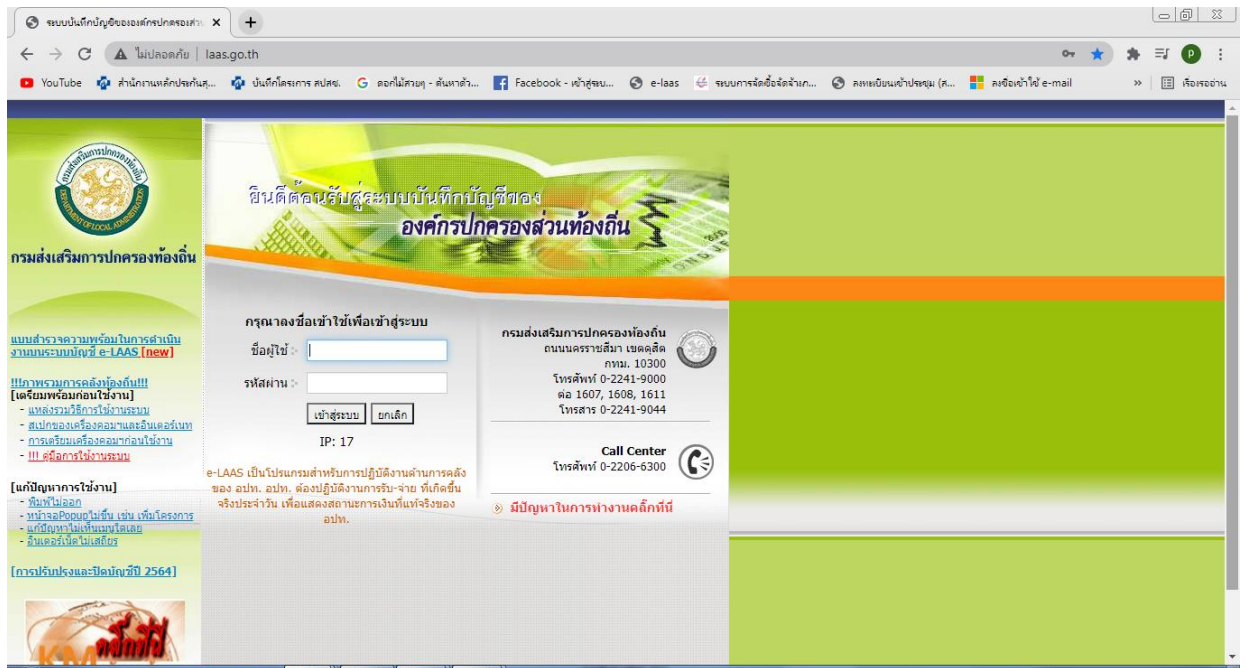 ระบบบันทึกบัญชีขององค์กรปกครองส่วน
ไม่ปลอดภัย | laas.go.th
P
YouTube
สำนักงานหลักประกันสุ...
บันทึกโครงการ สปสช.
ดอกไม้สวยๆ - ค้นหาด้ว...
Facebook - เข้าสู่ระบ...
e-laas
ระบบการจัดซื้อจัดจ้างภ...
ลงทะเบียนเข้าประชุม (ส...
ลงชื่อเข้าใช้ e-mail
»
เรื่องรออ่าน
กรมส่งเสริมการปกครองท้องถิ่น
DEPARTMENT OF LOCAL ADMINISTRATION
กรมส่งเสริมการปกครองท้องถิ่น
ยินดีต้อนรับสู่ระบบบันทึกบัญชีของ
องค์กรปกครองส่วนท้องถิ่น
แบบสำรวจความพร้อมในการดำเนิน
งานบนระบบบัญชี e-LAAS [new]
!!!ภาพรวมการคลังท้องถิ่น!!!
[เตรียมพร้อมก่อนใช้งาน]
- แหล่งรวมวิธีการใช้งานระบบ
- สเปกของเครื่องคอมฯและอินเตอร์เนท
- การเตรียมเครื่องคอมฯก่อนใช้งาน
- !!! คู่มือการใช้งานระบบ
[แก้ปัญหาการใช้งาน]
- พิมพ์ไม่ออก
- หน้าจอPopupไม่ขึ้น เช่น เพิ่มโครงการ
- แก้ปัญหาไม่เห็นเมนูใดเลย
- อินเตอร์เน็ตไม่เสถียร
[การปรับปรุงและปิดบัญชีปี 2564]
KM คลิ๊กที่นี่
กรุณาลงชื่อเข้าใช้เพื่อเข้าสู่ระบบ
ชื่อผู้ใช้ :-
รหัสผ่าน :-
เข้าสู่ระบบ ยกเลิก
IP: 17
e-LAAS เป็นโปรแกรมสำหรับการปฏิบัติงานด้านการคลัง
ของ อปท. อปท. ต้องปฏิบัติงานการรับ-จ่าย ที่เกิดขึ้น
จริงประจำวัน เพื่อแสดงสถานะการเงินที่แท้จริงของ
อปท.
กรมส่งเสริมการปกครองท้องถิ่น
ถนนนครราชสีมา เขตดุสิต
กทม. 10300
โทรศัพท์ 0-2241-9000
ต่อ 1607, 1608, 1611
โทรสาร 0-2241-9044
Call Center
โทรศัพท์ 0-2206-6300
มีปัญหาในการทำงานคลิ๊กที่นี่